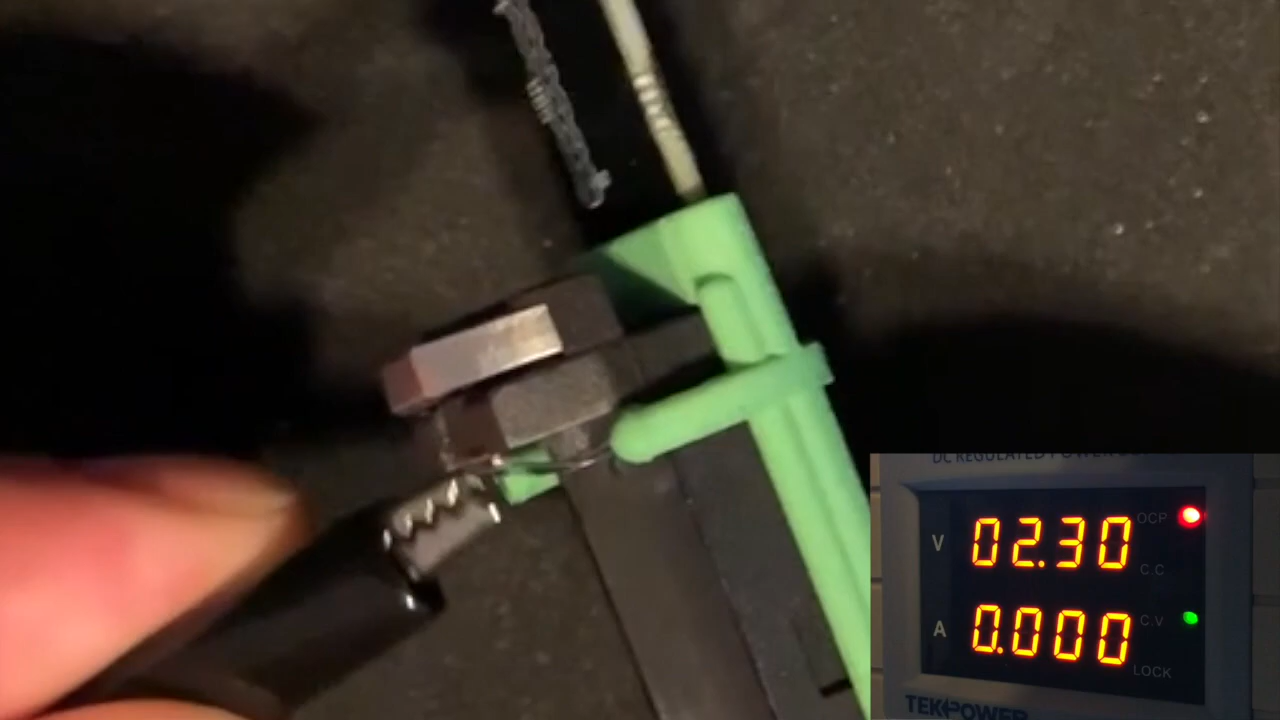 DC REGULATED POWER
V 02.30 OCP
C.C
A 0.000 C.V
LOCK
TEKPOWER